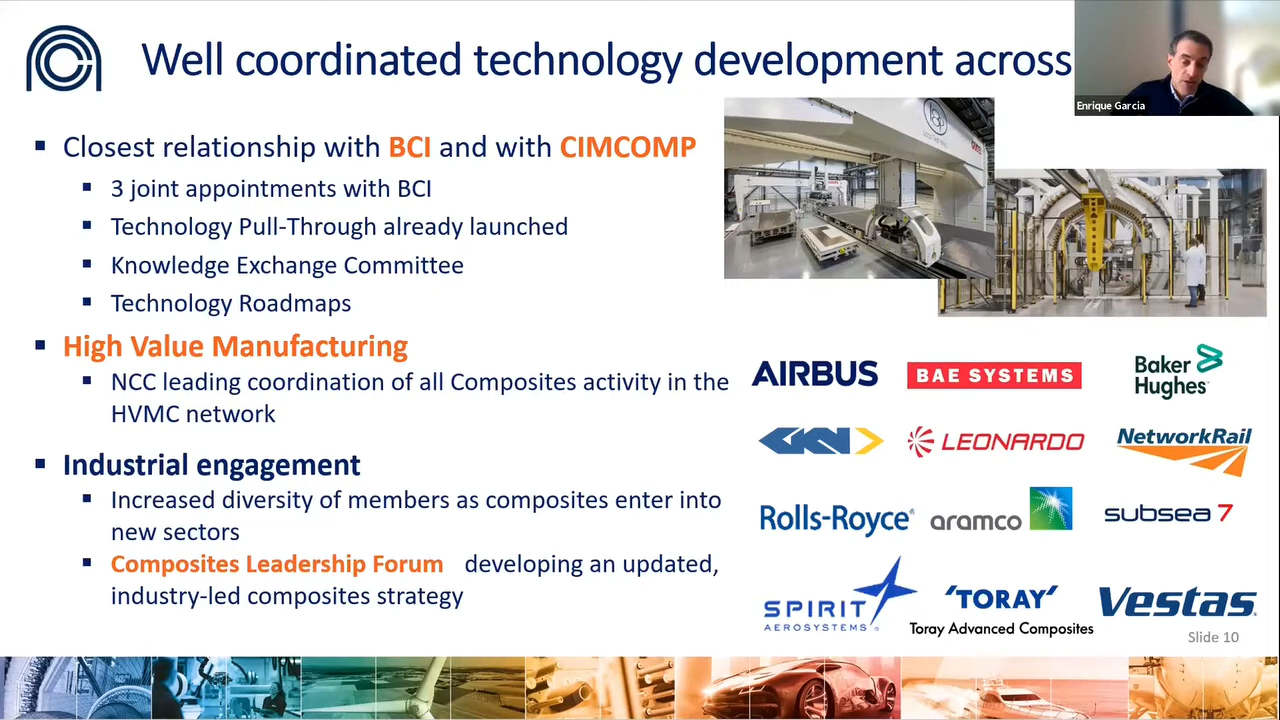 Well coordinated technology development across
Enrique Garcia
▪ Closest relationship with BCI and with CIMCOMP
▪ 3 joint appointments with BCI
▪ Technology Pull-Through already launched
▪ Knowledge Exchange Committee
▪ Technology Roadmaps
▪ High Value Manufacturing
▪ NCC leading coordination of all Composites activity in the
HVMC network
▪ Industrial engagement
▪ Increased diversity of members as composites enter into
new sectors
▪ Composites Leadership Forum developing an updated,
industry-led composites strategy
AIRBUS
BAE SYSTEMS
Baker
Hughes
GKN
LEONARDO
NetworkRail
Rolls-Royce
aramco
subsea 7
SPIRIT
AEROSYSTEMS
'TORAY'
Toray Advanced Composites
Vestas
Slide 10